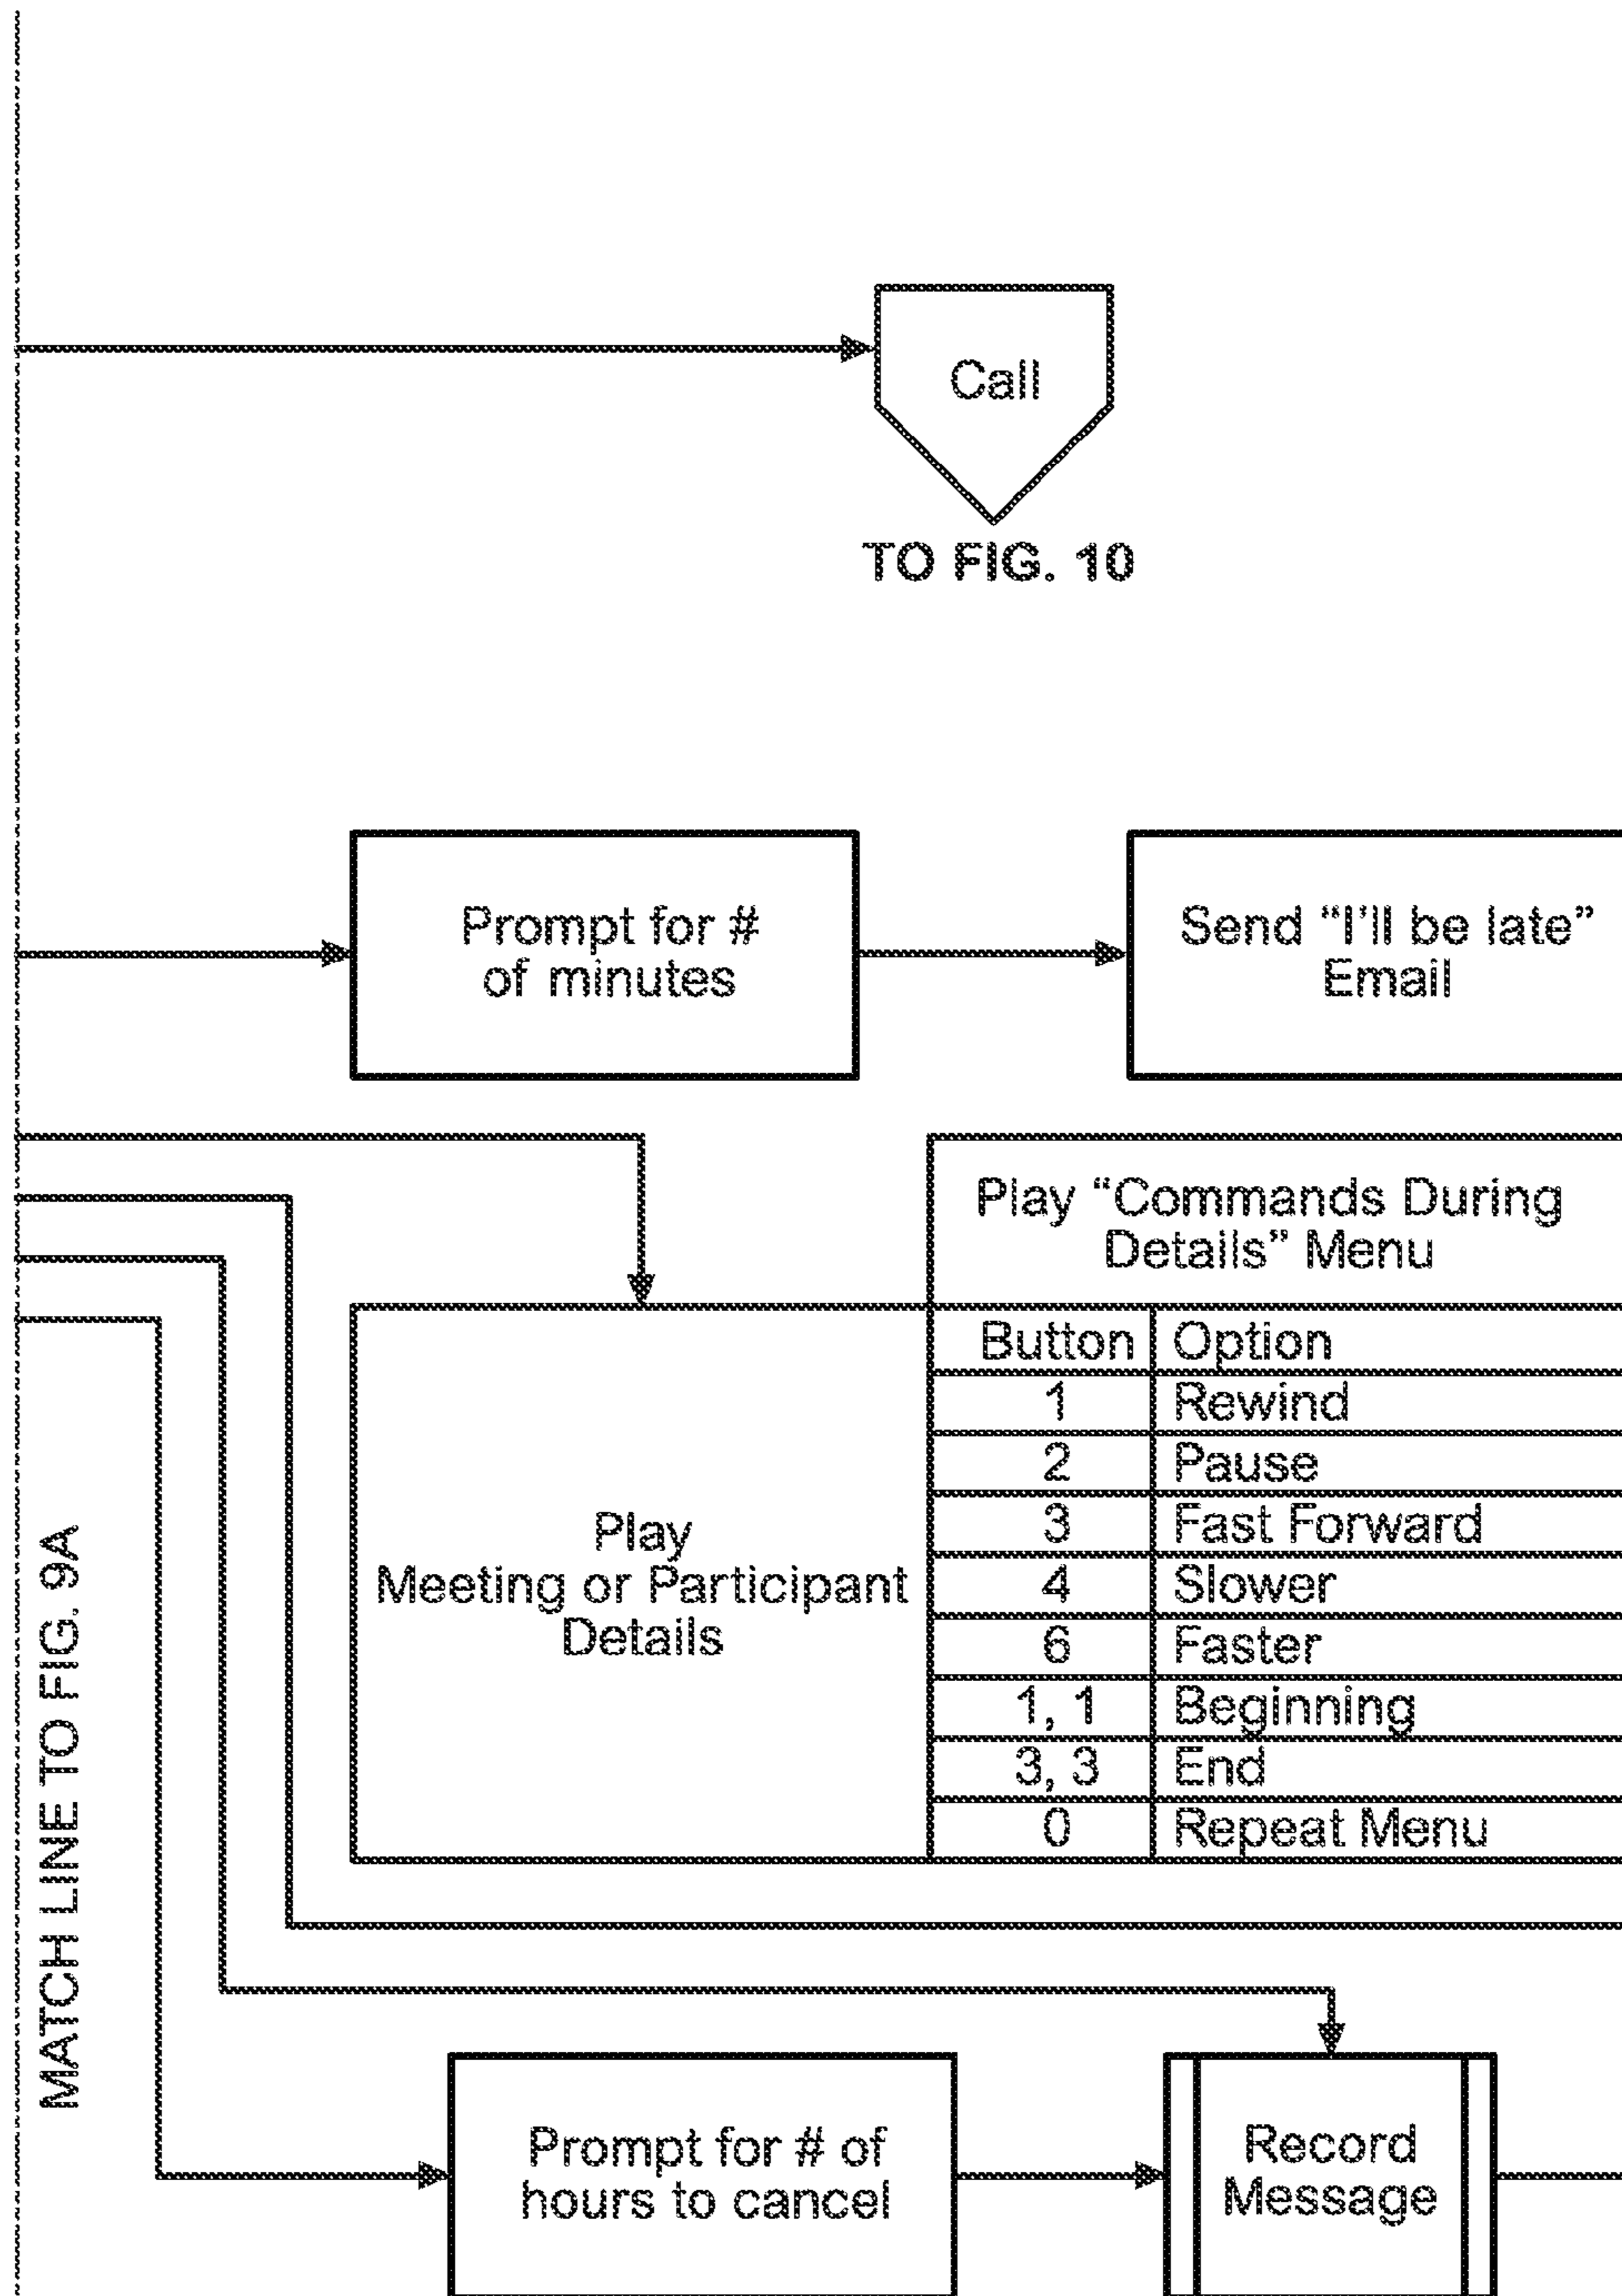 Call
TO FIG. 10
Prompt for #
of minutes
Send “I’ll be late”
Email
Play “Commands During
Details” Menu
Button Option
1 Rewind
2 Pause
3 Fast Forward
4 Slower
6 Faster
1, 1 Beginning
3, 3 End
0 Repeat Menu
Play
Meeting or Participant
Details
MATCH LINE TO FIG. 9A
Prompt for # of
hours to cancel
Record
Message